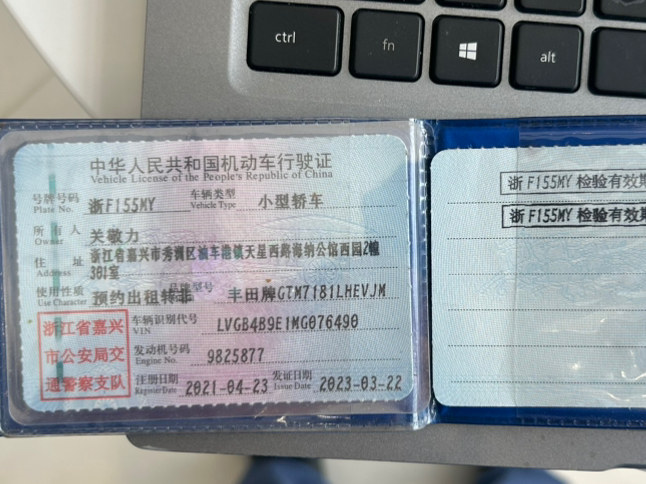 ctrl
fn
alt
中华人民共和国机动车行驶证
Vehicle License of the People's Republic of China
号牌号码 浙F155MY 车辆类型 小型轿车
Plate No. Vehicle Type
所有人 关敬力
Owner
住址 浙江省嘉兴市秀洲区油车港镇天星西路海纳公馆西园2幢
381室
使用性质 预约出租转非 品牌型号 丰田牌GTM7181LHEVJM
Use Character
浙江省嘉兴
市公安局交
通警察支队
车辆识别代号 LVGB4B9E1MG076490
VIN
发动机号码 9825877
Engine No.
注册日期 2021-04-23 发证日期 2023-03-22
Register Date Issue Date
浙F155MY 检验有效期
浙F155MY 检验有效期